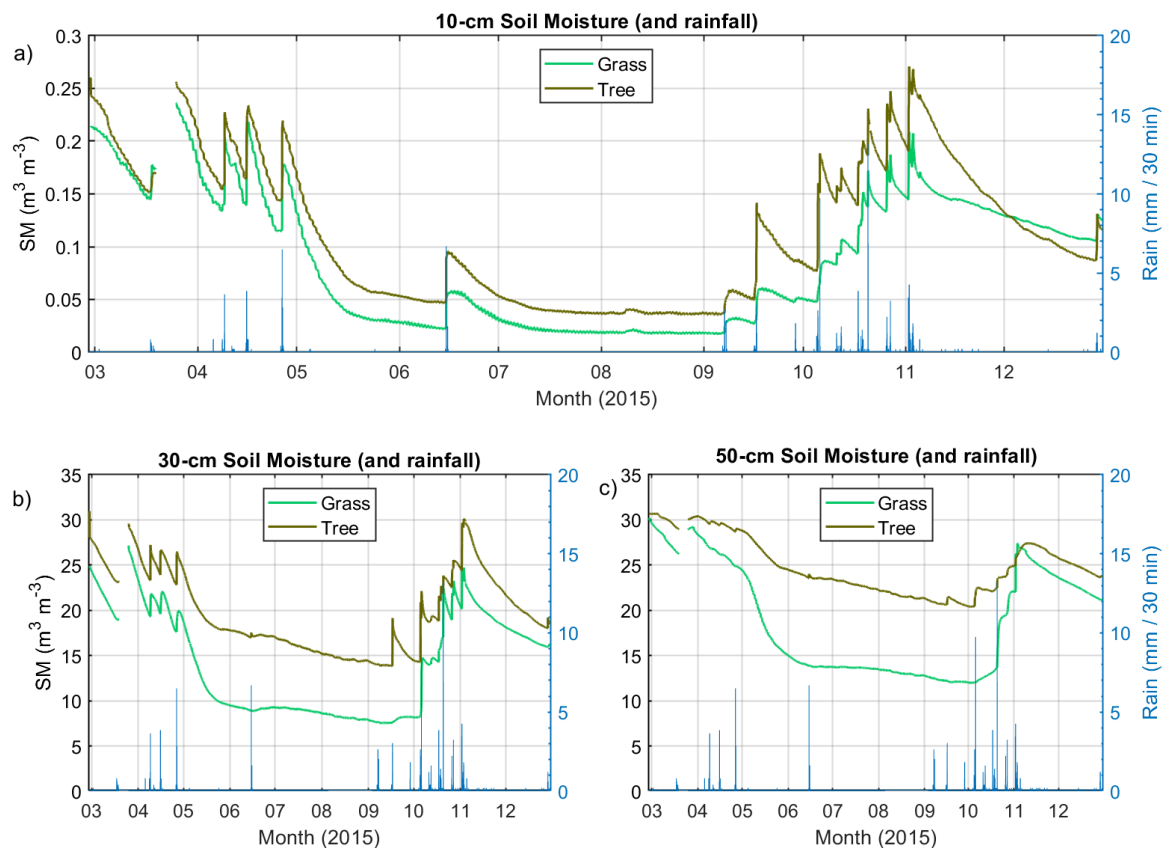 10-cm Soil Moisture (and rainfall)
a)
0.3
0.25
0.2
0.15
0.1
0.05
0
SM (m³ m⁻³)
Grass
Tree
20
15
10
5
0
Rain (mm / 30 min)
03 04 05 06 07 08 09 10 11 12
Month (2015)
30-cm Soil Moisture (and rainfall)
b)
35
30
25
20
15
10
5
0
SM (m³ m⁻³)
Grass
Tree
20
15
10
5
0
03 04 05 06 07 08 09 10 11 12
Month (2015)
50-cm Soil Moisture (and rainfall)
c)
35
30
25
20
15
10
5
0
Grass
Tree
20
15
10
5
0
Rain (mm / 30 min)
03 04 05 06 07 08 09 10 11 12
Month (2015)